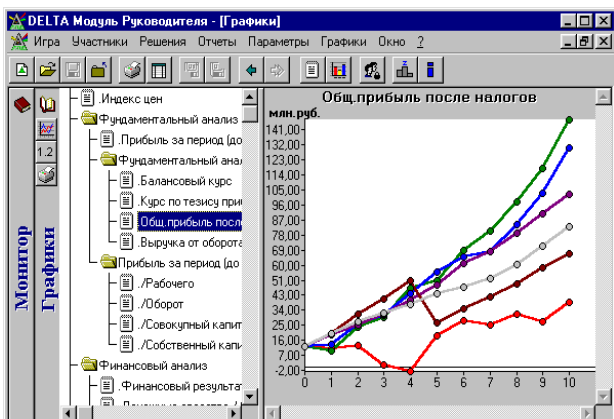 DELTA Модуль Руководителя - [Графики]
Игра Участники Решения Отчеты Параметры Графики Окно ?
1.2
Монитор
Графики
.Индекс цен
Фундаментальный анализ
.Прибыль за период (до
Фундаментальный анал
.Балансовый курс
.Курс по тезису при
.Общ.прибыль после
.Выручка от оборота
Прибыль за период (до
./Рабочего
./Оборот
./Совокупный капит
./Собственный капи
Финансовый анализ
.Финансовый результат
Общ.прибыль после налогов
млн.руб.
141,00
132,00
123,00
114,00
105,00
96,00
87,00
78,00
69,00
60,00
51,00
43,00
34,00
25,00
16,00
7,00
-2,00
0 1 2 3 4 5 6 7 8 9 10